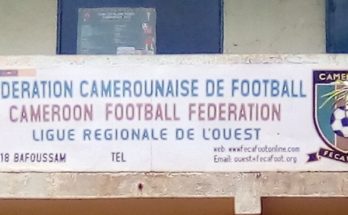 DERATION CAMEROUNAISE DE FOOTBALL
CAMEROON FOOTBALL FEDERATION
LIGUE REGIONALE DE L'OUEST
web: www.fecafootonline.com
18 BAFOUSSAM TEL
Email: ouest@fecafoot.org
CAME
FECAF